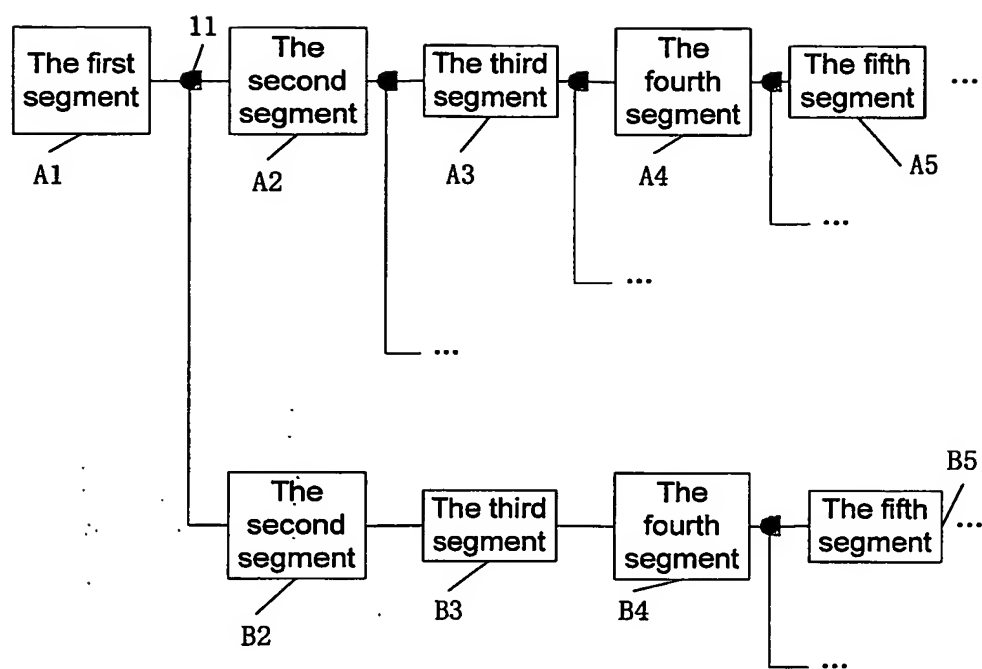 11
The first
segment
The
second
segment
The third
segment
The
fourth
segment
The fifth
segment
...
A1
A2
A3
A4
A5
...
...
...
The
second
segment
The third
segment
The
fourth
segment
The fifth
segment
B5
...
B2
B3
B4
...